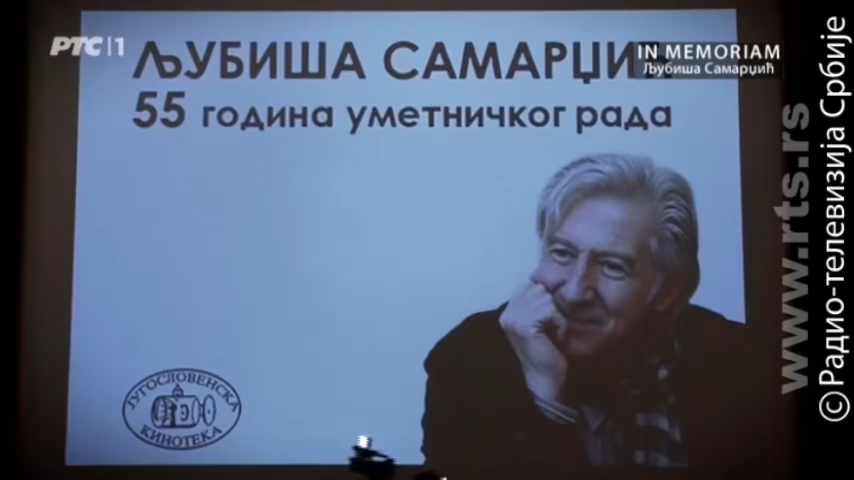 РТС|1
IN MEMORIAM
Љубиша Самарџић
ЉУБИША САМАРЏИЋ
55 година уметничког рада
ЈУГОСЛОВЕНСКА
КИНОТЕКА
www.rts.rs
© Радио-телевизија Србије